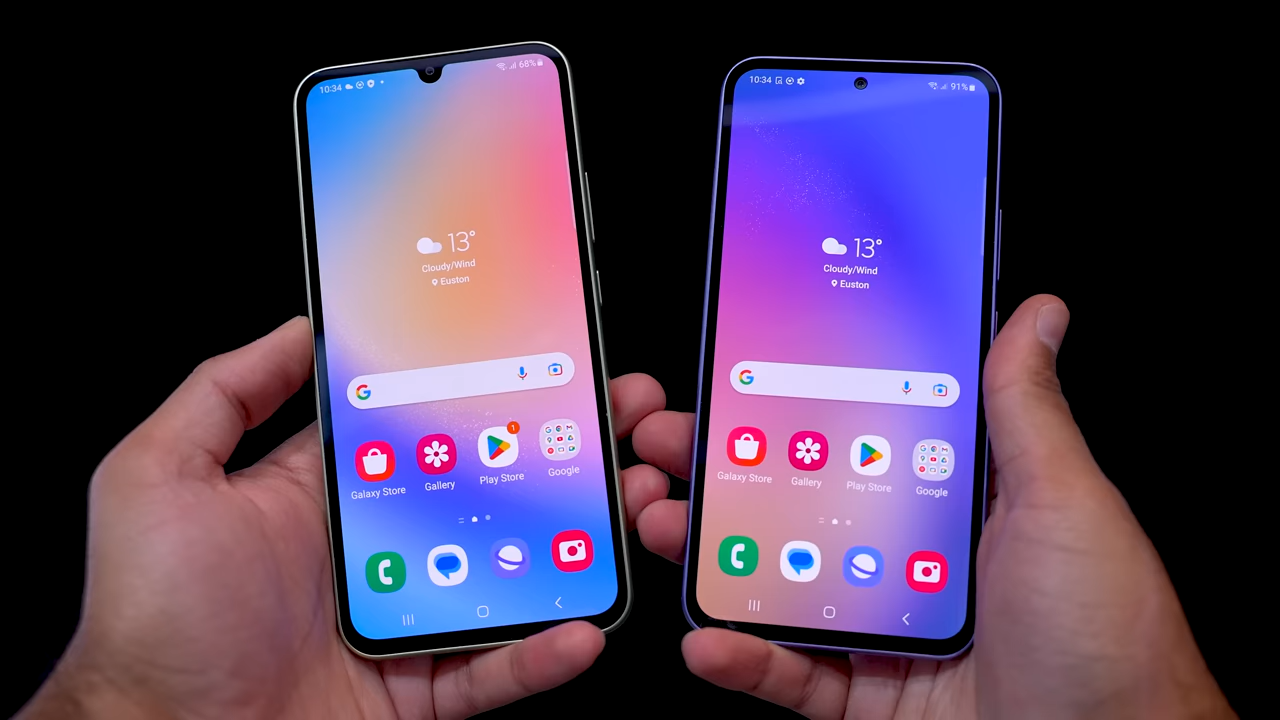 10:34
68%
13°
Cloudy/Wind
Euston
1
Galaxy Store
Gallery
Play Store
Google
10:34
91%
13°
Cloudy/Wind
Euston
Galaxy Store
Gallery
Play Store
Google